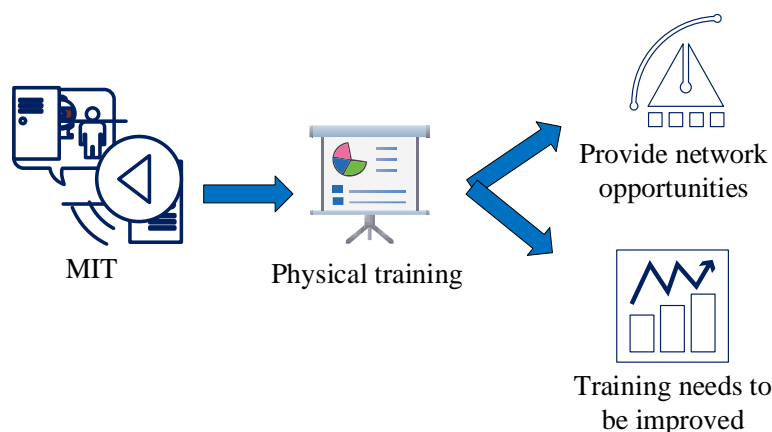 MIT
Physical training
Provide network
opportunities
Training needs to
be improved